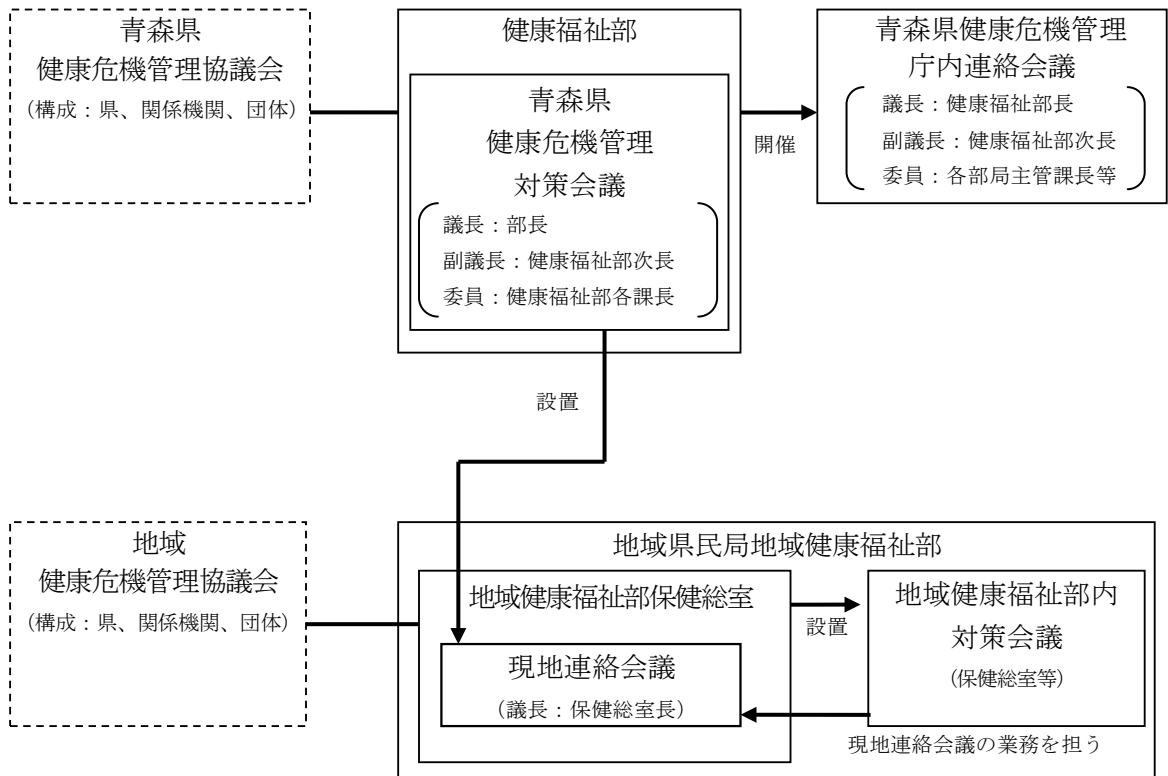 青森県
健康危機管理協議会
（構成：県、関係機関、団体）
健康福祉部
青森県
健康危機管理
対策会議
議長：部長
副議長：健康福祉部次長
委員：健康福祉部各課長
開催
青森県健康危機管理
庁内連絡会議
議長：健康福祉部長
副議長：健康福祉部次長
委員：各部局主管課長等
設置
地域
健康危機管理協議会
（構成：県、関係機関、団体）
地域県民局地域健康福祉部
地域健康福祉部保健総室
現地連絡会議
（議長：保健総室長）
設置
地域健康福祉部内
対策会議
（保健総室等）
現地連絡会議の業務を担う